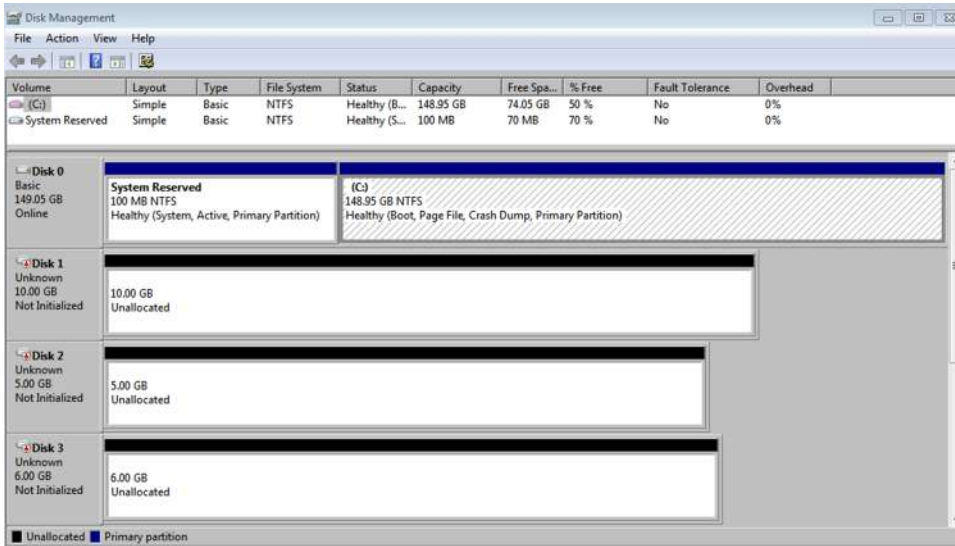 Disk Management
File Action View Help
Volume Layout Type File System Status Capacity Free Spa... % Free Fault Tolerance Overhead
(C:) Simple Basic NTFS Healthy (B... 148.95 GB 74.05 GB 50 % No 0%
System Reserved Simple Basic NTFS Healthy (S... 100 MB 70 MB 70 % No 0%
Disk 0
Basic
149.05 GB
Online
System Reserved
100 MB NTFS
Healthy (System, Active, Primary Partition)
(C:)
148.95 GB NTFS
Healthy (Boot, Page File, Crash Dump, Primary Partition)
Disk 1
Unknown
10.00 GB
Not Initialized
10.00 GB
Unallocated
Disk 2
Unknown
5.00 GB
Not Initialized
5.00 GB
Unallocated
Disk 3
Unknown
6.00 GB
Not Initialized
6.00 GB
Unallocated
Unallocated Primary partition